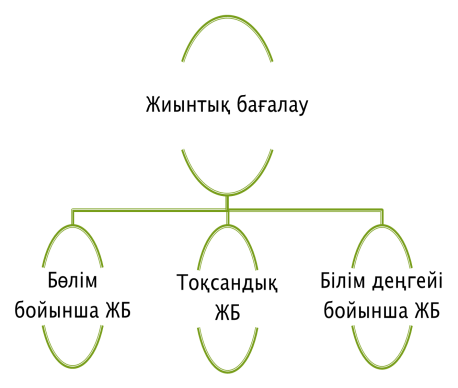 Жиынтық бағалау
Бөлім
бойынша ЖБ
Тоқсандық
ЖБ
Білім деңгейі
бойынша ЖБ